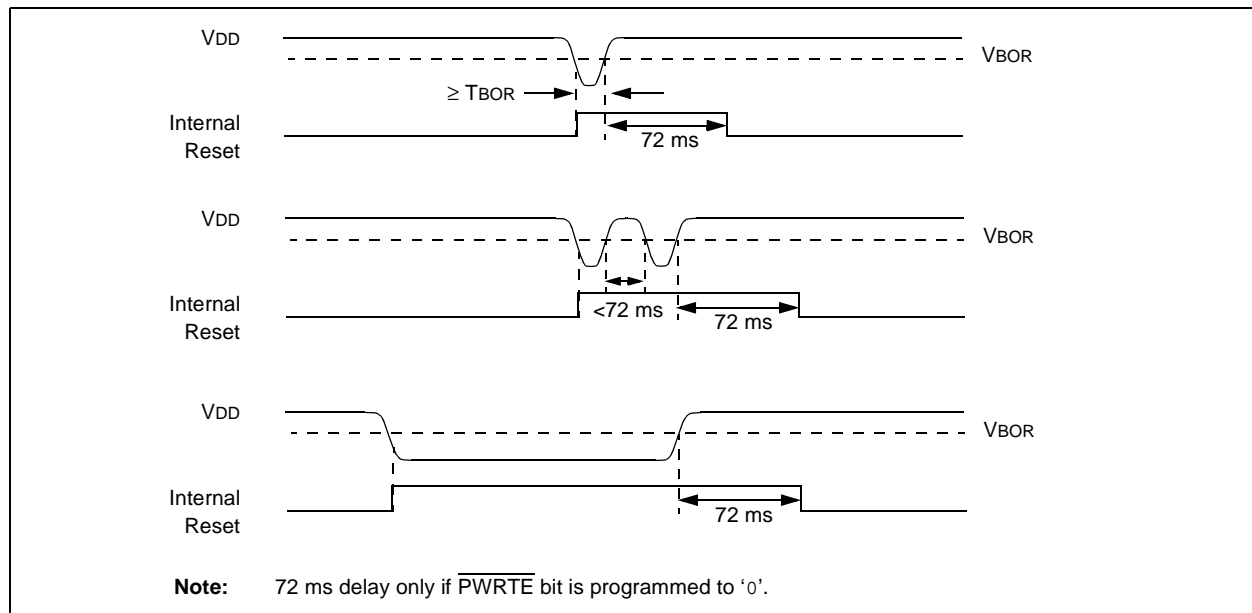 VDD
VBOR
≥ TBOR
Internal
Reset
72 ms
VDD
VBOR
Internal
Reset
<72 ms
72 ms
VDD
VBOR
Internal
Reset
72 ms
Note: 72 ms delay only if PWRTE bit is programmed to ‘0’.